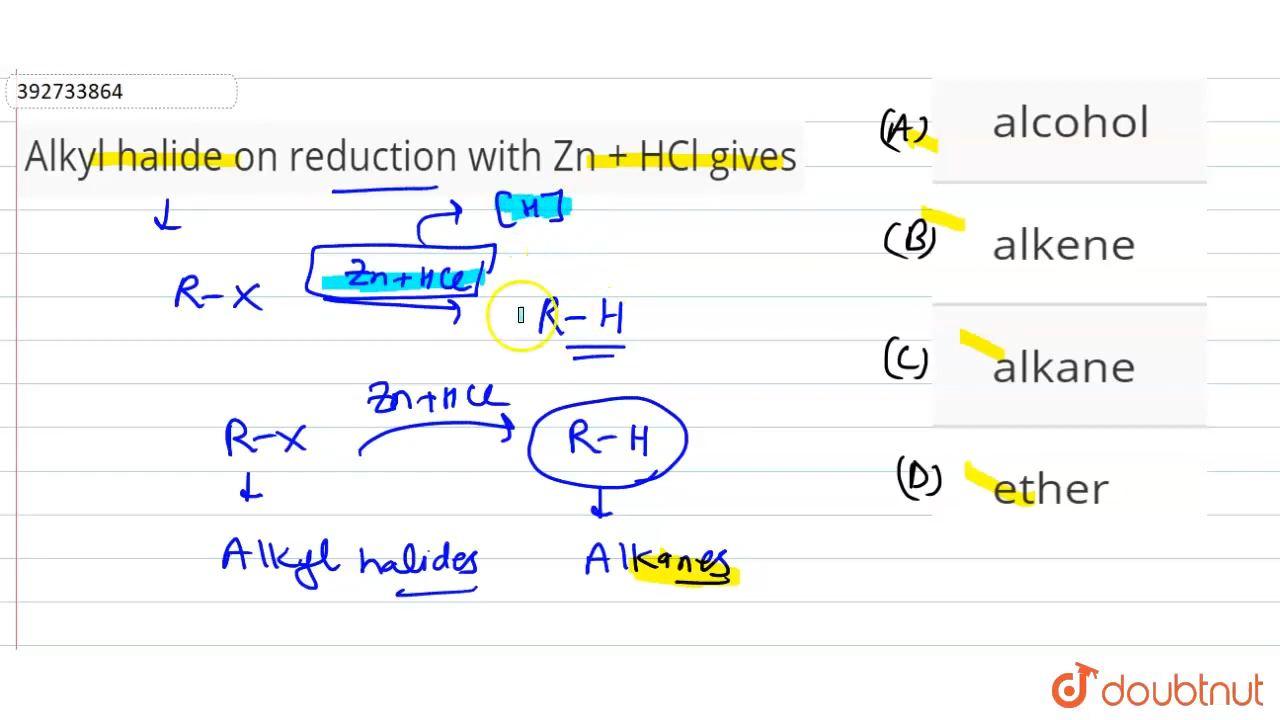 392733864
Alkyl halide on reduction with Zn + HCl gives
[H]
R-X
Zn+HCl
R-H
Zn+HCl
R-X
R-H
Alkyl halides
Alkanes
(A) alcohol
(B) alkene
(C) alkane
(D) ether
doubtnut